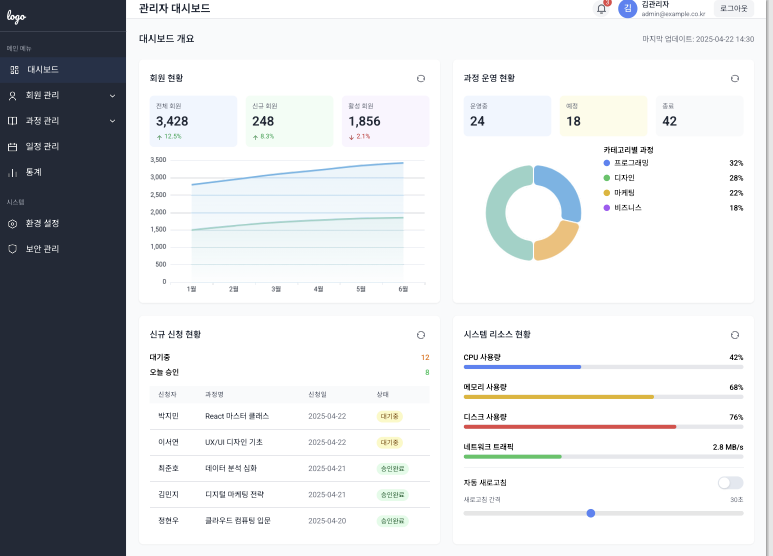 logo
메인 메뉴
대시보드
회원 관리
과정 관리
일정 관리
통계
시스템
환경 설정
보안 관리
관리자 대시보드
3
김
김관리자
admin@example.co.kr
로그아웃
대시보드 개요
마지막 업데이트: 2025-04-22 14:30
회원 현황
전체 회원
3,428
12.5%
신규 회원
248
8.3%
활성 회원
1,856
2.1%
3,500
3,000
2,500
2,000
1,500
1,000
500
0
1월 2월 3월 4월 5월 6월
과정 운영 현황
운영중
24
예정
18
종료
42
카테고리별 과정
프로그래밍 32%
디자인 28%
마케팅 22%
비즈니스 18%
신규 신청 현황
대기중 12
오늘 승인 8
신청자 과정명 신청일 상태
박지민 React 마스터 클래스 2025-04-22 대기중
이서연 UX/UI 디자인 기초 2025-04-22 대기중
최준호 데이터 분석 심화 2025-04-21 승인완료
김민지 디지털 마케팅 전략 2025-04-21 승인완료
정현우 클라우드 컴퓨팅 입문 2025-04-20 승인완료
시스템 리소스 현황
CPU 사용량 42%
메모리 사용량 68%
디스크 사용량 76%
네트워크 트래픽 2.8 MB/s
자동 새로고침
새로고침 간격 30초